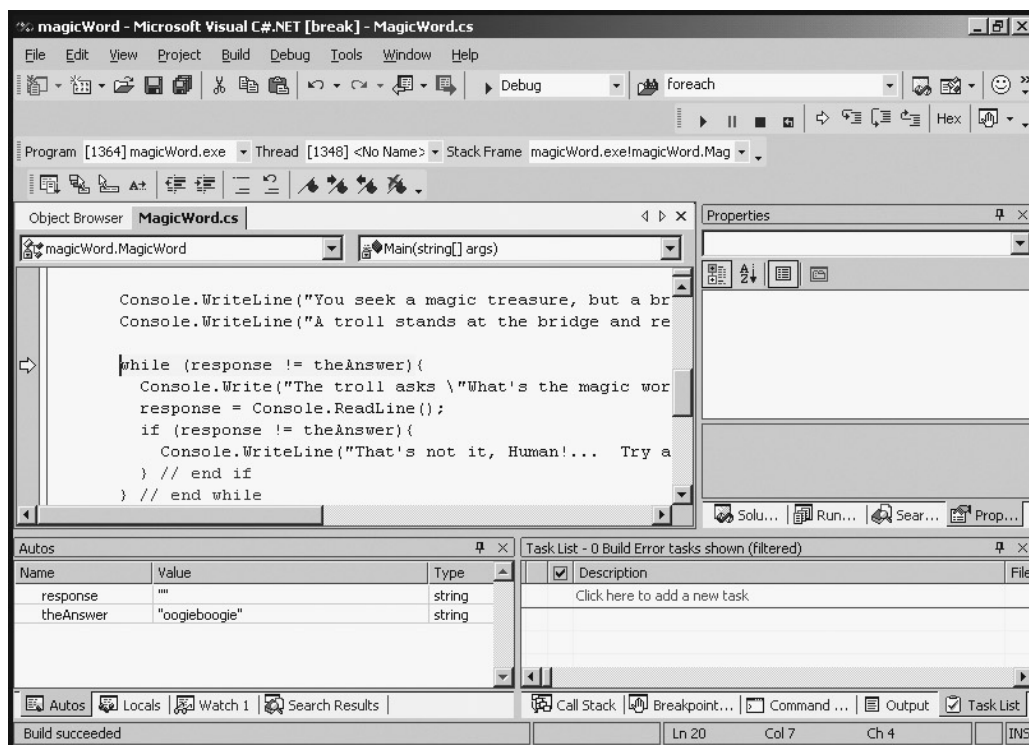 magicWord - Microsoft Visual C#.NET [break] - MagicWord.cs
File Edit View Project Build Debug Tools Window Help
Debug foreach
Hex
Program [1364] magicWord.exe Thread [1348] <No Name> Stack Frame magicWord.exe!magicWord.Mag
Object Browser MagicWord.cs
magicWord.MagicWord Main(string[] args)
Console.WriteLine("You seek a magic treasure, but a br
Console.WriteLine("A troll stands at the bridge and re
while (response != theAnswer){
Console.Write("The troll asks \"What's the magic wor
response = Console.ReadLine();
if (response != theAnswer){
Console.WriteLine("That's not it, Human!... Try a
} // end if
} // end while
Properties
Solu... Run... Sear... Prop...
Autos
Name Value Type
response "" string
theAnswer "oogieboogie" string
Autos Locals Watch 1 Search Results
Task List - 0 Build Error tasks shown (filtered)
Description File
Click here to add a new task
Call Stack Breakpoint... Command ... Output Task List
Build succeeded Ln 20 Col 7 Ch 4 INS